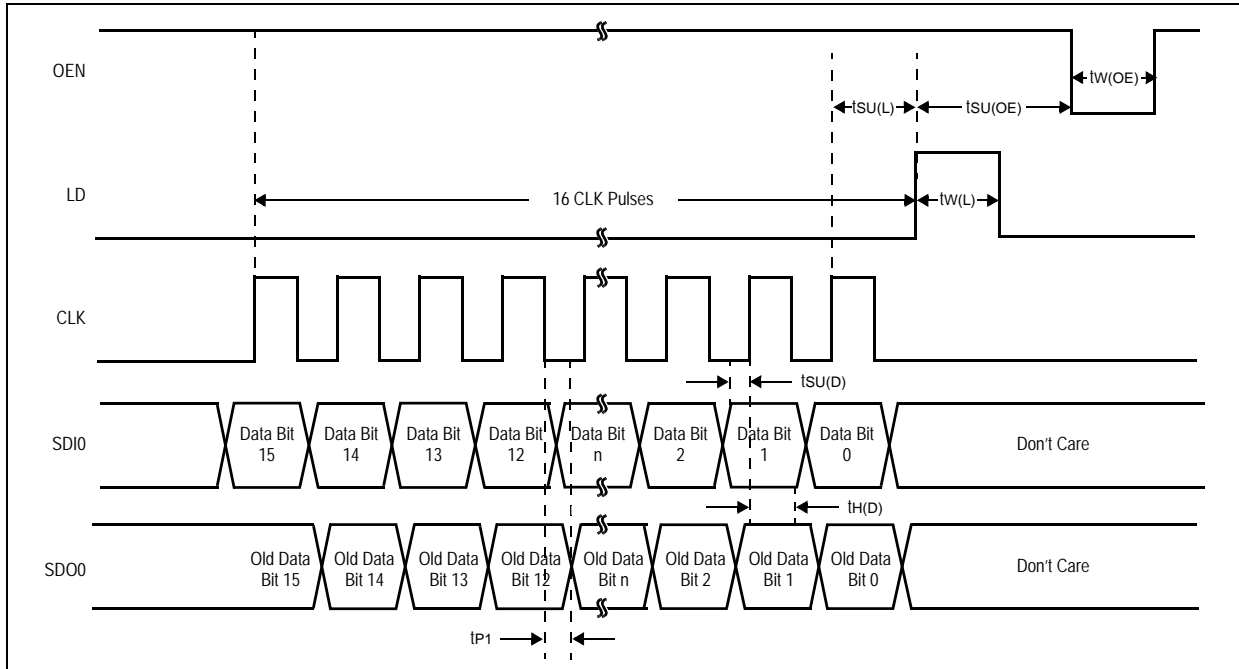 OEN
tW(OE)
tSU(L)
tSU(OE)
LD
16 CLK Pulses
tW(L)
CLK
tSU(D)
SDI0
Data Bit
15
Data Bit
14
Data Bit
13
Data Bit
12
Data Bit
n
Data Bit
2
Data Bit
1
Data Bit
0
Don't Care
tH(D)
SDO0
Old Data
Bit 15
Old Data
Bit 14
Old Data
Bit 13
Old Data
Bit 12
Old Data
Bit n
Old Data
Bit 2
Old Data
Bit 1
Old Data
Bit 0
Don't Care
tP1